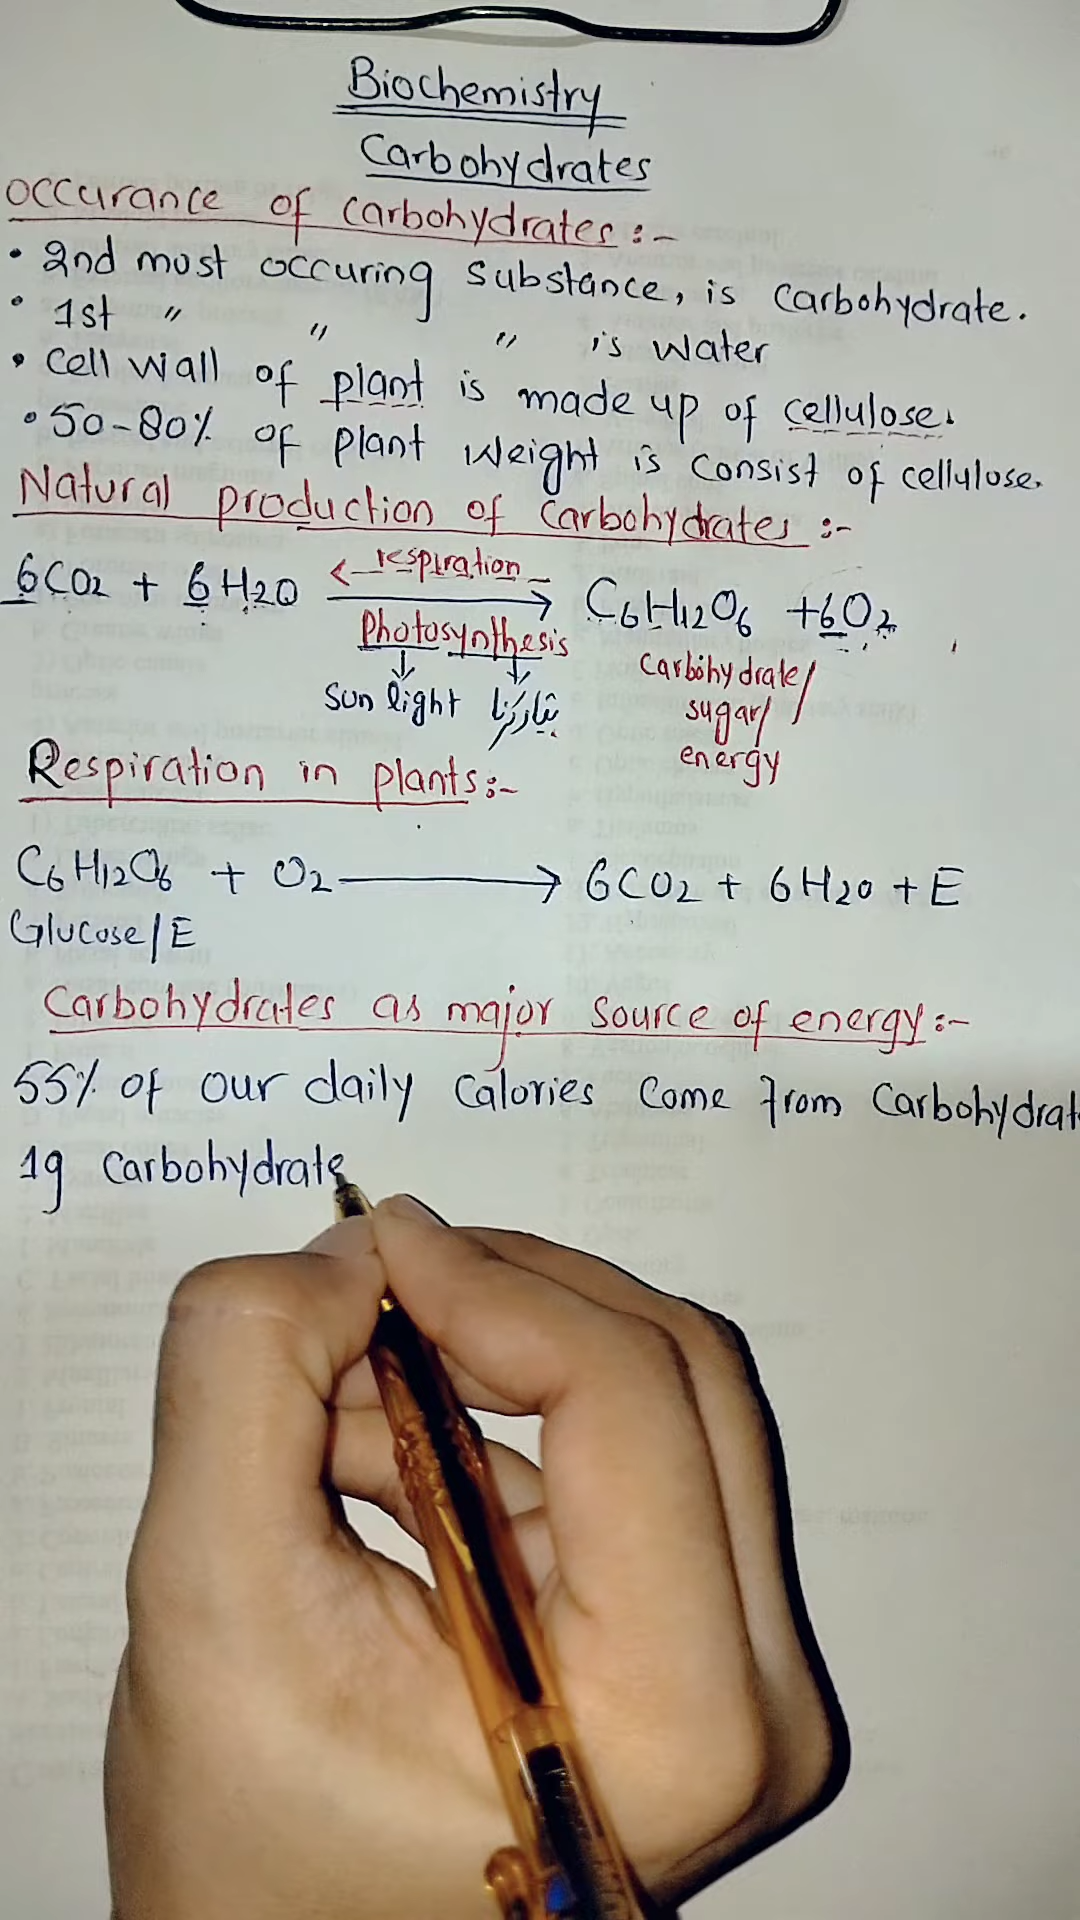 Biochemistry
Carbohydrates
Occurance of carbohydrates :-
• 2nd most occuring substance, is carbohydrate.
• 1st " " " is water
• Cell wall of plant is made up of cellulose.
• 50-80% of plant weight is consist of cellulose.
Natural production of carbohydrates :-
respiration
6CO2 + 6H2O → C6H12O6 + 6O2
Photosynthesis
↓ ↓
Sun light بنارزنا
Carbohydrate/
sugar/
energy
Respiration in plants:-
C6H12O6 + O2 → 6CO2 + 6H2O + E
Glucose/E
Carbohydrates as major source of energy :-
55% of our daily calories come from Carbohydrat
1g carbohydrate